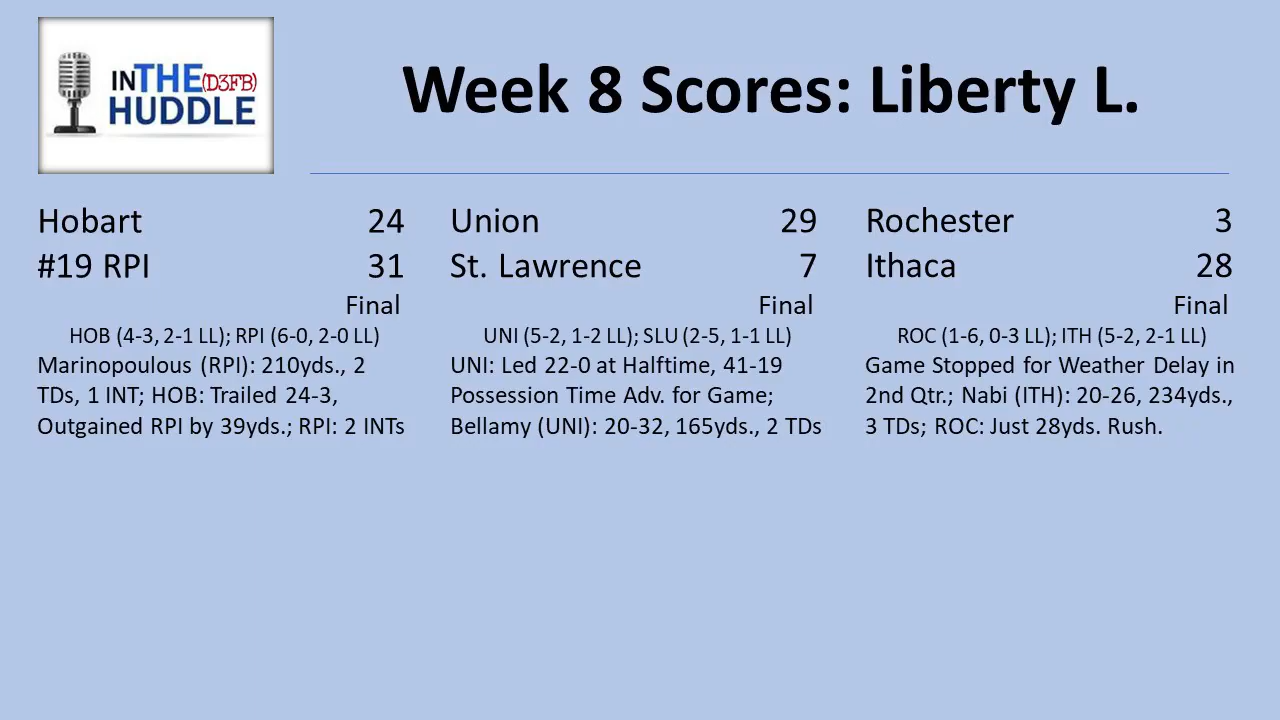 INTHE(D3FB)
HUDDLE
Week 8 Scores: Liberty L.
Hobart 24
#19 RPI 31
Final
HOB (4-3, 2-1 LL); RPI (6-0, 2-0 LL)
Marinopoulous (RPI): 210yds., 2
TDs, 1 INT; HOB: Trailed 24-3,
Outgained RPI by 39yds.; RPI: 2 INTs
Union 29
St. Lawrence 7
Final
UNI (5-2, 1-2 LL); SLU (2-5, 1-1 LL)
UNI: Led 22-0 at Halftime, 41-19
Possession Time Adv. for Game;
Bellamy (UNI): 20-32, 165yds., 2 TDs
Rochester 3
Ithaca 28
Final
ROC (1-6, 0-3 LL); ITH (5-2, 2-1 LL)
Game Stopped for Weather Delay in
2nd Qtr.; Nabi (ITH): 20-26, 234yds.,
3 TDs; ROC: Just 28yds. Rush.